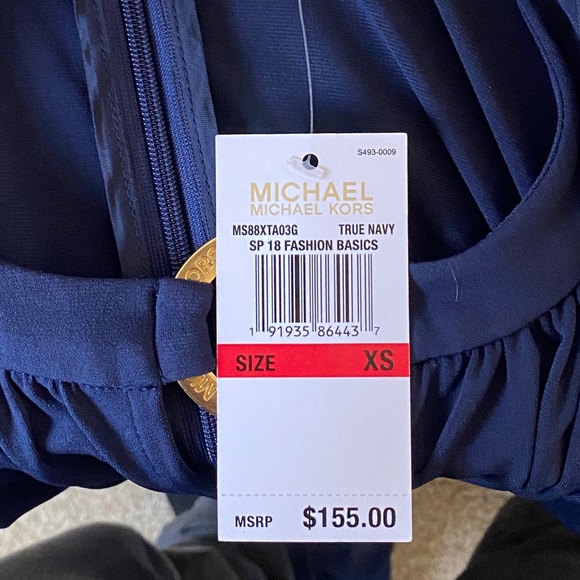 S493-0009
MICHAEL
MICHAEL KORS
MS88XTA03G TRUE NAVY
SP 18 FASHION BASICS
1 91935 86443 7
SIZE XS
MSRP $155.00